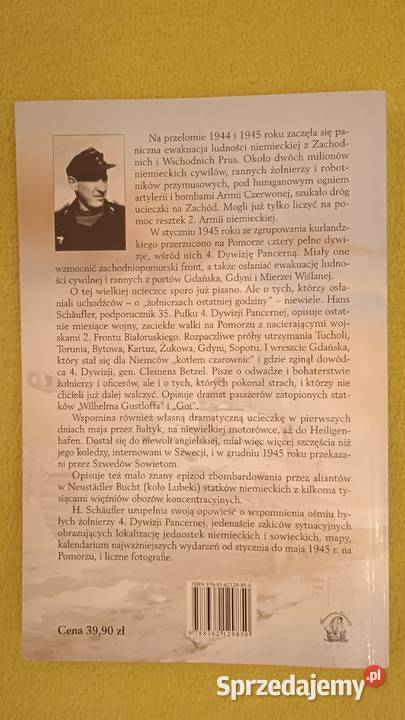 Na przełomie 1944 i 1945 roku zaczęła się pa-
niczna ewakuacja ludności niemieckiej z Zachod-
nich i Wschodnich Prus. Około dwóch milionów
niemieckich cywilów, rannych żołnierzy i robot-
ników przymusowych, pod huraganowym ogniem
artylerii i bombami Armii Czerwonej, szukało dróg
ucieczki na Zachód. Mogli już tylko liczyć na po-
moc resztek 2. Armii niemieckiej.
W styczniu 1945 roku ze zgrupowania kurlandz-
kiego przerzucono na Pomorze cztery pełne dywi-
zje, wśród nich 4. Dywizję Pancerną. Miały one
wzmocnić zachodniopomorski front, a także osłaniać ewakuację ludno-
ści cywilnej i rannych z portów Gdańska, Gdyni i Mierzei Wiślanej.
O tej wielkiej ucieczce sporo już pisano. Ale o tych, którzy osła-
niali uchodźców – o „żołnierzach ostatniej godziny” – niewiele. Hans
Schäufler, podporucznik 35. Pułku 4. Dywizji Pancernej, opisuje ostat-
nie miesiące wojny, zaciekłe walki na Pomorzu z nacierającymi woj-
skami 2. Frontu Białoruskiego. Rozpaczliwe próby utrzymania Tucholi,
Torunia, Bytowa, Kartuz, Żukowa, Gdyni, Sopotu. I wreszcie Gdańska,
który stał się dla Niemców „kotłem czarownic” i gdzie zginął dowód-
ca 4. Dywizji, gen. Clemens Betzel. Pisze o odwadze i bohaterstwie
żołnierzy i oficerów, ale i o tych, których pokonał strach, i którzy nie
chcieli już dalej walczyć. Opisuje dramat pasażerów zatopionych stat-
ków „Wilhelma Gustloffa” i „Goi”.
Wspomina również własną dramatyczną ucieczkę w pierwszych
dniach maja przez Bałtyk, na niewielkiej motorówce, aż do Heiligen-
hafen. Dostał się do niewoli angielskiej, miał więc więcej szczęścia niż
jego koledzy, internowani w Szwecji, i w grudniu 1945 roku przekaza-
ni przez Szwedów Sowietom.
Opisuje też mało znany epizod zbombardowania przez aliantów
w Neustädler Bucht (koło Lubeki) statków niemieckich z kilkoma ty-
siącami więźniów obozów koncentracyjnych.
H. Schäufler uzupełnia swoją opowieść o wspomnienia ośmiu by-
łych żołnierzy 4. Dywizji Pancernej, jedenaście szkiców sytuacyjnych
obrazujących lokalizację jednostek niemieckich i sowieckich, mapy,
kalendarium najważniejszych wydarzeń od stycznia do maja 1945 r. na
Pomorzu, i liczne fotografie.
ISBN 978-83-62129-85-0
9 788362 129850
Cena 39,90 zł
Sprzedajemy.pl